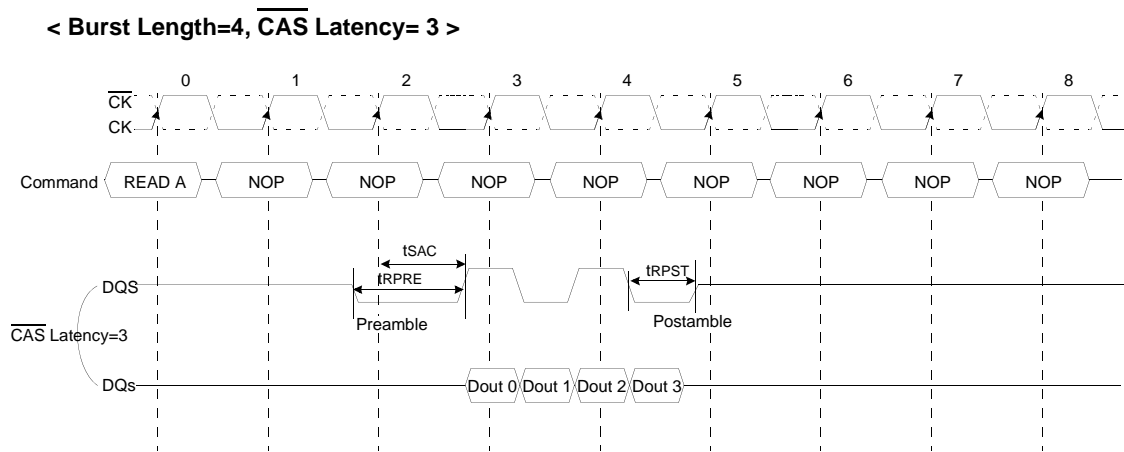 < Burst Length=4, CAS Latency= 3 >
0 1 2 3 4 5 6 7 8
CK
CK
Command READ A NOP NOP NOP NOP NOP NOP NOP NOP
tSAC
tRPRE tRPST
DQS
Preamble Postamble
CAS Latency=3
DQs Dout 0 Dout 1 Dout 2 Dout 3